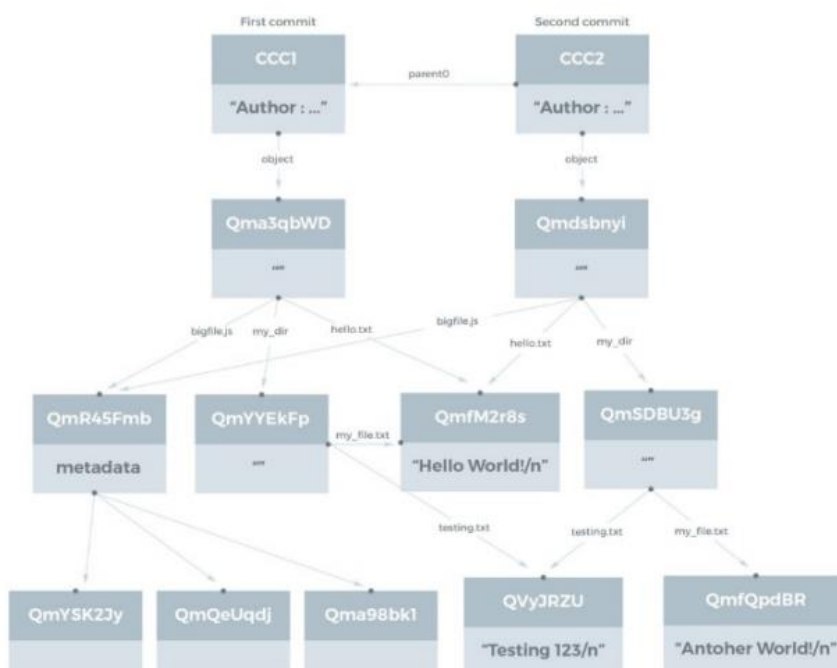 First commit
Second commit
CCC1
CCC2
parent0
"Author : ..."
"Author : ..."
object
object
Qma3qbWD
Qmdsbnyi
""
""
bigfile.js
my_dir
hello.txt
bigfile.js
hello.txt
my_dir
QmR45Fmb
QmYYEkFp
QmfM2r8s
QmSDBU3g
my_file.txt
metadata
""
"Hello World!/n"
""
testing.txt
testing.txt
my_file.txt
QmYSK2Jy
QmQeUqdj
Qma98bk1
QVyJRZU
QmfQpdBR
"Testing 123/n"
"Antoher World!/n"